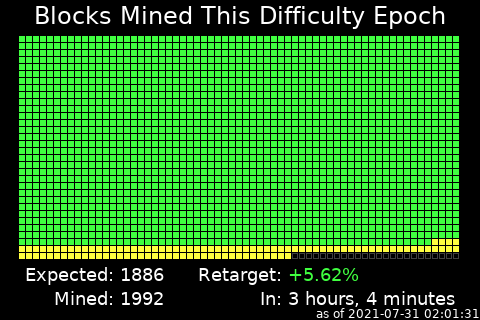 Blocks Mined This Difficulty Epoch
Expected: 1886 Retarget: +5.62%
Mined: 1992 In: 3 hours, 4 minutes
as of 2021-07-31 02:01:31